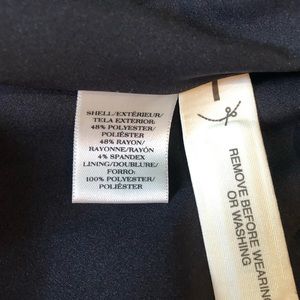 SHELL/EXTÉRIEUR/
TELA EXTERIOR:
48% POLYESTER/
POLIÉSTER
48% RAYON/
RAYONNE/RAYÓN
4% SPANDEX
LINING/DOUBLURE/
FORRO:
100% POLYESTER/
POLIÉSTER
REMOVE BEFORE WEARING
OR WASHING